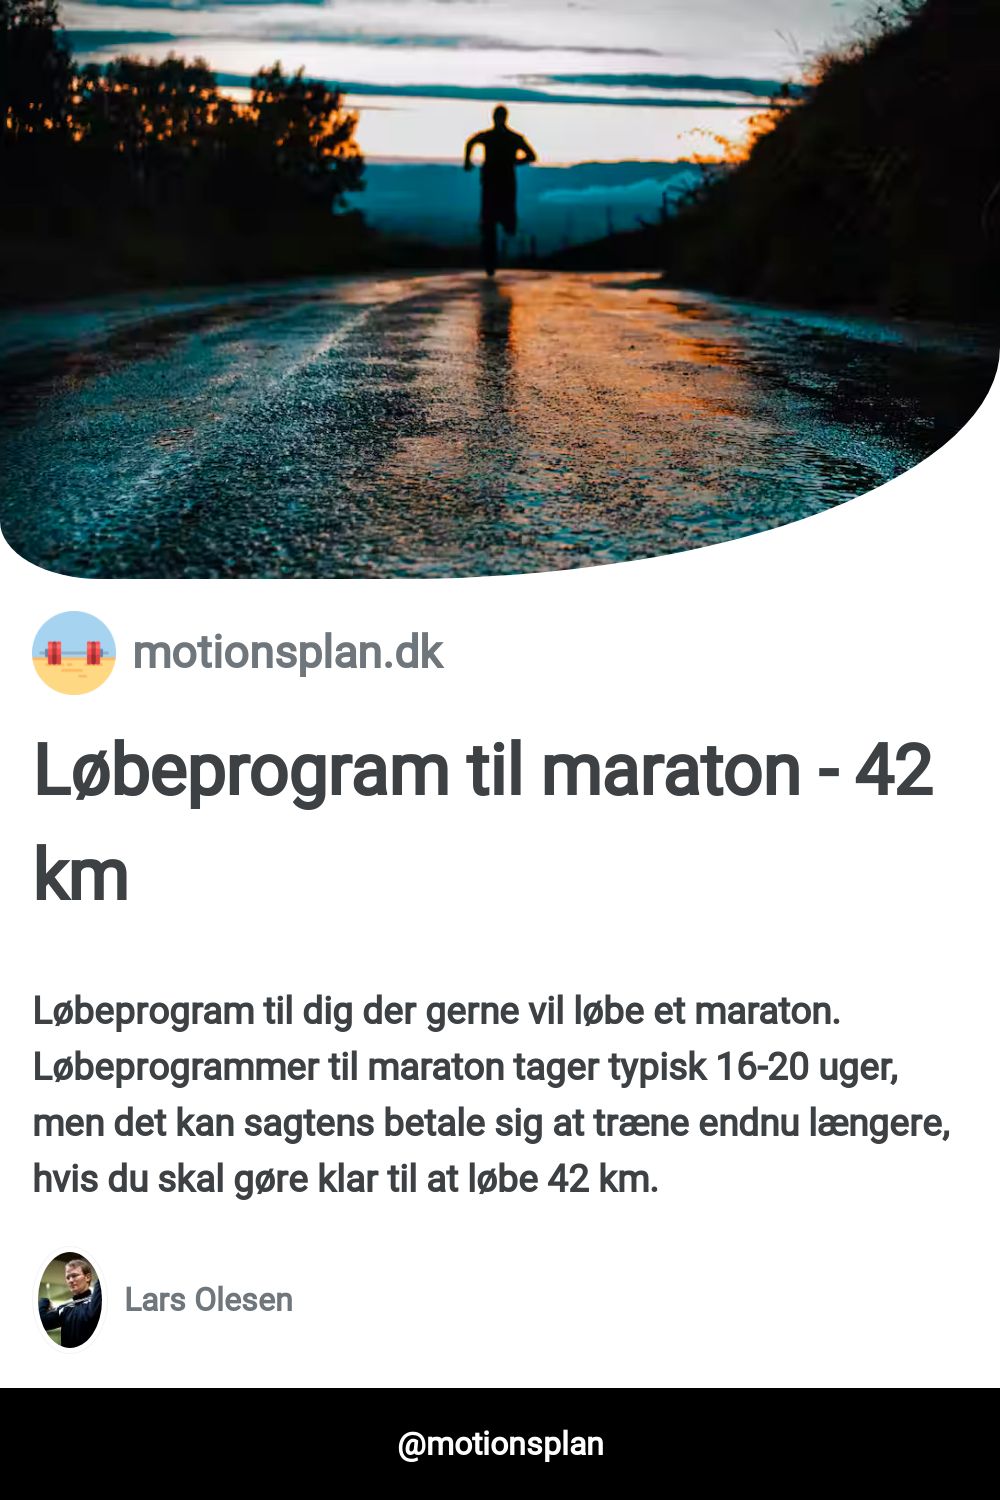 motionsplan.dk
Løbeprogram til maraton - 42
km
Løbeprogram til dig der gerne vil løbe et maraton.
Løbeprogrammer til maraton tager typisk 16-20 uger,
men det kan sagtens betale sig at træne endnu længere,
hvis du skal gøre klar til at løbe 42 km.
Lars Olesen
@motionsplan